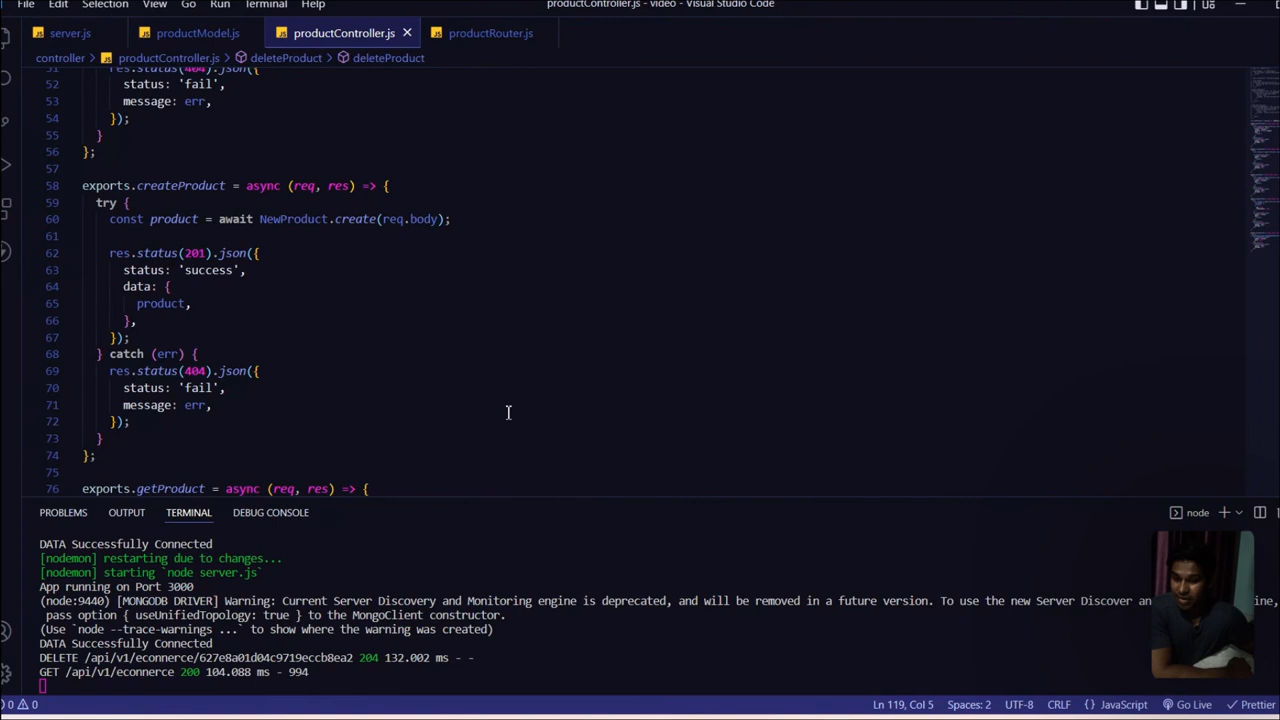 File Edit Selection View Go Run Terminal Help
productController.js - video - Visual Studio Code
server.js productModel.js productController.js productRouter.js
controller > productController.js > deleteProduct > deleteProduct
51 res.status(404).json({
52 status: 'fail',
53 message: err,
54 });
55 }
56 };
57
58 exports.createProduct = async (req, res) => {
59 try {
60 const product = await NewProduct.create(req.body);
61
62 res.status(201).json({
63 status: 'success',
64 data: {
65 product,
66 },
67 });
68 } catch (err) {
69 res.status(404).json({
70 status: 'fail',
71 message: err,
72 });
73 }
74 };
75
76 exports.getProduct = async (req, res) => {
PROBLEMS OUTPUT TERMINAL DEBUG CONSOLE
node
DATA Successfully Connected
[nodemon] restarting due to changes...
[nodemon] starting `node server.js`
App running on Port 3000
(node:9440) [MONGODB DRIVER] Warning: Current Server Discovery and Monitoring engine is deprecated, and will be removed in a future version. To use the new Server Discover an ine,
pass option { useUnifiedTopology: true } to the MongoClient constructor.
(Use `node --trace-warnings ...` to show where the warning was created)
DATA Successfully Connected
DELETE /api/v1/econnerce/627e8a01d04c9719eccb8ea2 204 132.002 ms - -
GET /api/v1/econnerce 200 104.088 ms - 994
0 0 Ln 119, Col 5 Spaces: 2 UTF-8 CRLF {} JavaScript Go Live Prettier